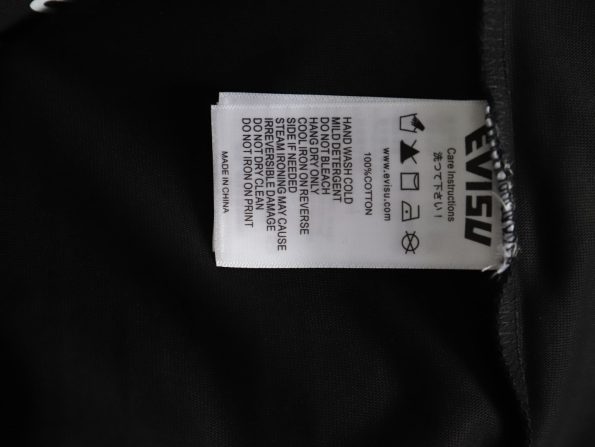 EVISU
Care Instructions
洗って下さい！
www.evisu.com
100%COTTON
HAND WASH COLD
MILD DETERGENT
DO NOT BLEACH
HANG DRY ONLY
COOL IRON ON REVERSE
SIDE IF NEEDED
STEAM IRONING MAY CAUSE
IRREVERSIBLE DAMAGE
DO NOT DRY CLEAN
DO NOT IRON ON PRINT
MADE IN CHINA